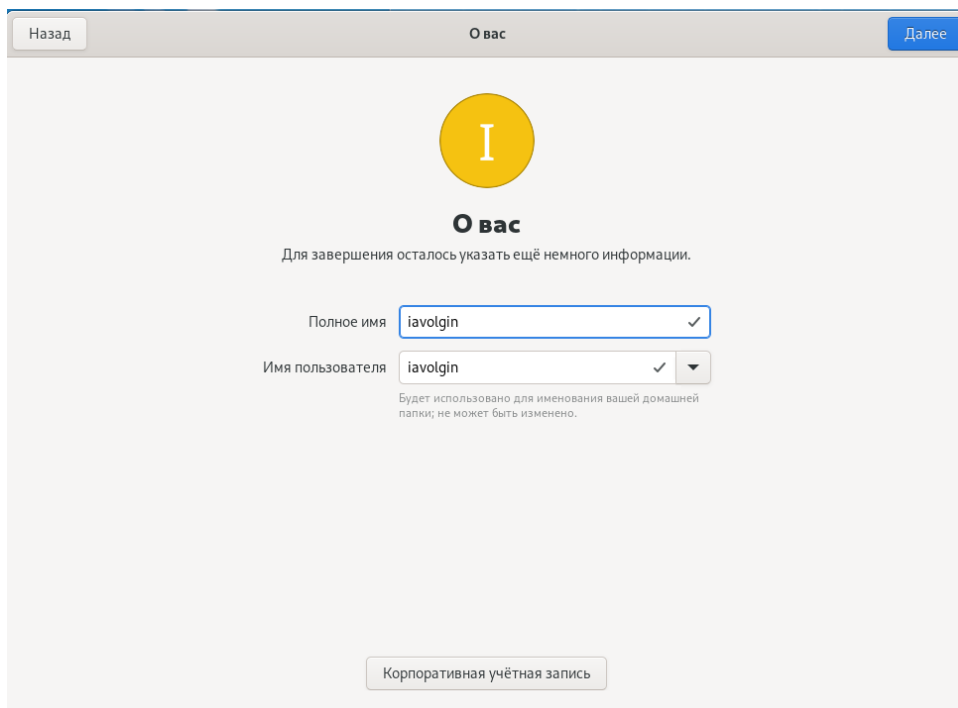 Назад
О вас
Далее
I
О вас
Для завершения осталось указать ещё немного информации.
Полное имя
iavolgin
Имя пользователя
iavolgin
Будет использовано для именования вашей домашней
папки; не может быть изменено.
Корпоративная учётная запись